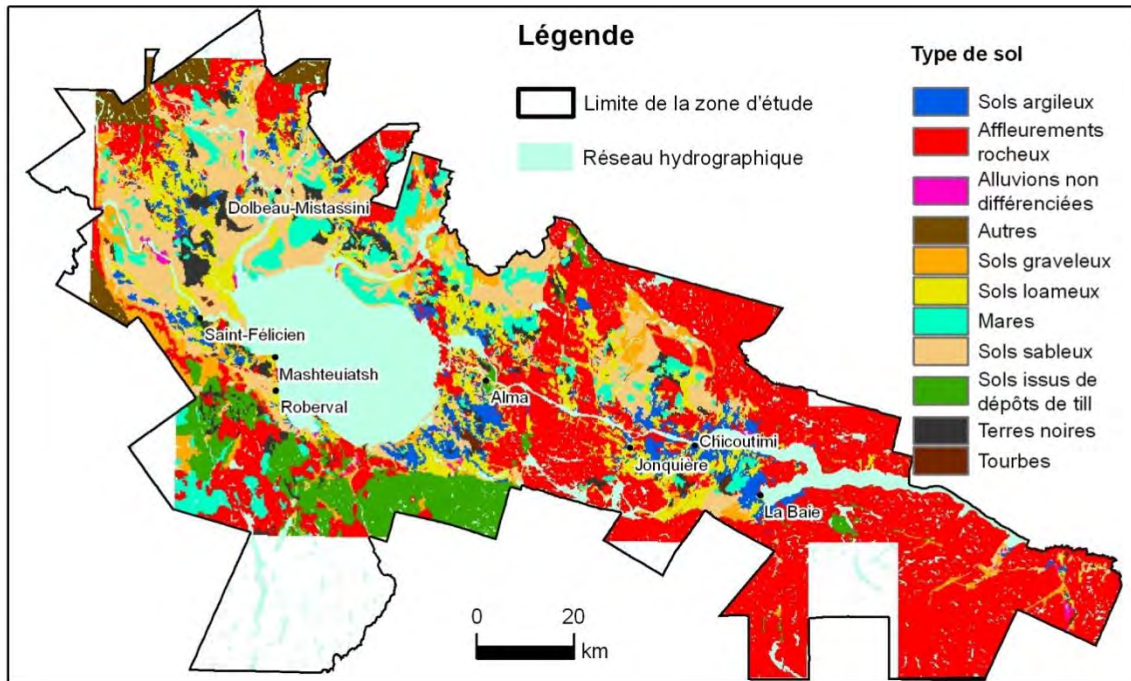 Légende
Limite de la zone d'étude
Réseau hydrographique
Type de sol
Sols argileux
Affleurements
rocheux
Alluvions non
différenciées
Autres
Sols graveleux
Sols loameux
Mares
Sols sableux
Sols issus de
dépôts de till
Terres noires
Tourbes
Dolbeau-Mistassini
Saint-Félicien
Mashteuiatsh
Roberval
Alma
Chicoutimi
Jonquière
La Baie
0 20
km